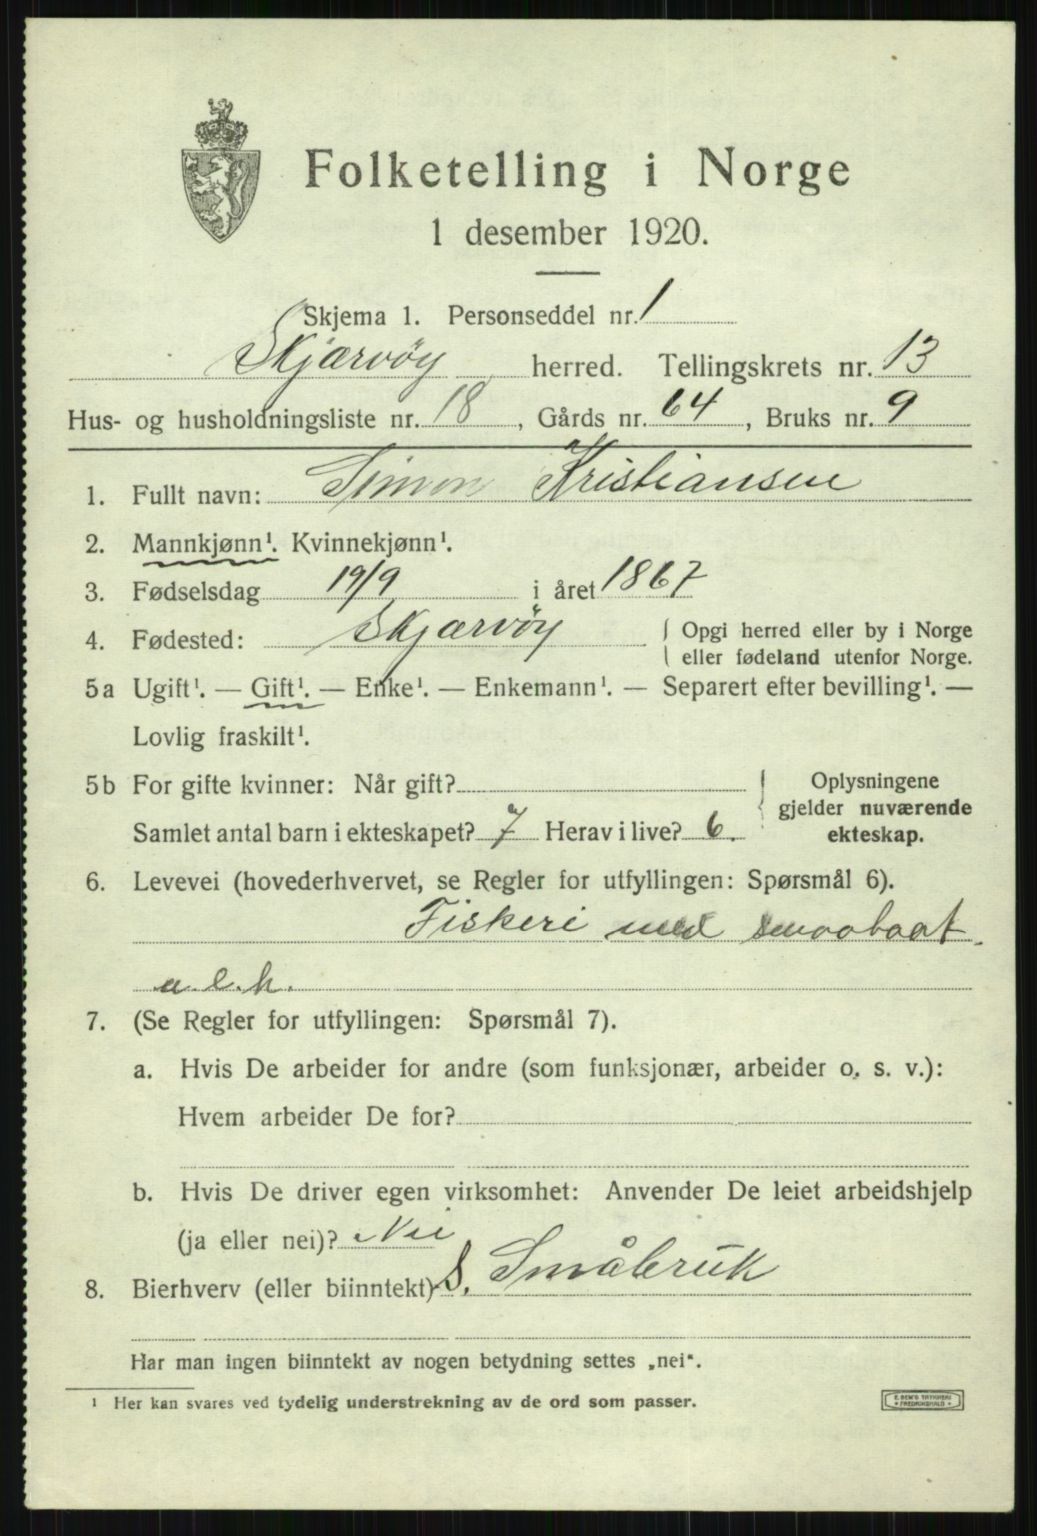 Folketelling i Norge
1 desember 1920.
Skjema 1. Personseddel nr. 1
Skjærvöy herred. Tellingskrets nr. 13
Hus- og husholdningsliste nr. 18, Gårds nr. 64, Bruks nr. 9
1. Fullt navn: Simon Kristiansen
2. Mannkjønn¹. Kvinnekjønn¹.
3. Fødselsdag 19/9 i året 1867
4. Fødested: Skjærvöy
Opgi herred eller by i Norge
eller fødeland utenfor Norge.
5a Ugift¹. — Gift¹. — Enke¹. — Enkemann¹. — Separert efter bevilling¹. —
Lovlig fraskilt¹.
5b For gifte kvinner: Når gift?
Samlet antal barn i ekteskapet? 7 Herav i live? 6.
Oplysningene
gjelder nuværende
ekteskap.
6. Levevei (hovederhvervet, se Regler for utfyllingen: Spørsmål 6).
Fiskeri med smaabaat
a.l.h.
7. (Se Regler for utfyllingen: Spørsmål 7).
a. Hvis De arbeider for andre (som funksjonær, arbeider o. s. v.):
Hvem arbeider De for?
b. Hvis De driver egen virksomhet: Anvender De leiet arbeidshjelp
(ja eller nei)? Nei
8. Bierhverv (eller biinntekt) S. Småbruk
Har man ingen biinntekt av nogen betydning settes „nei“.
¹ Her kan svares ved tydelig understrekning av de ord som passer.
E. SEM'S TRYKKERI
FREDRIKSHALD